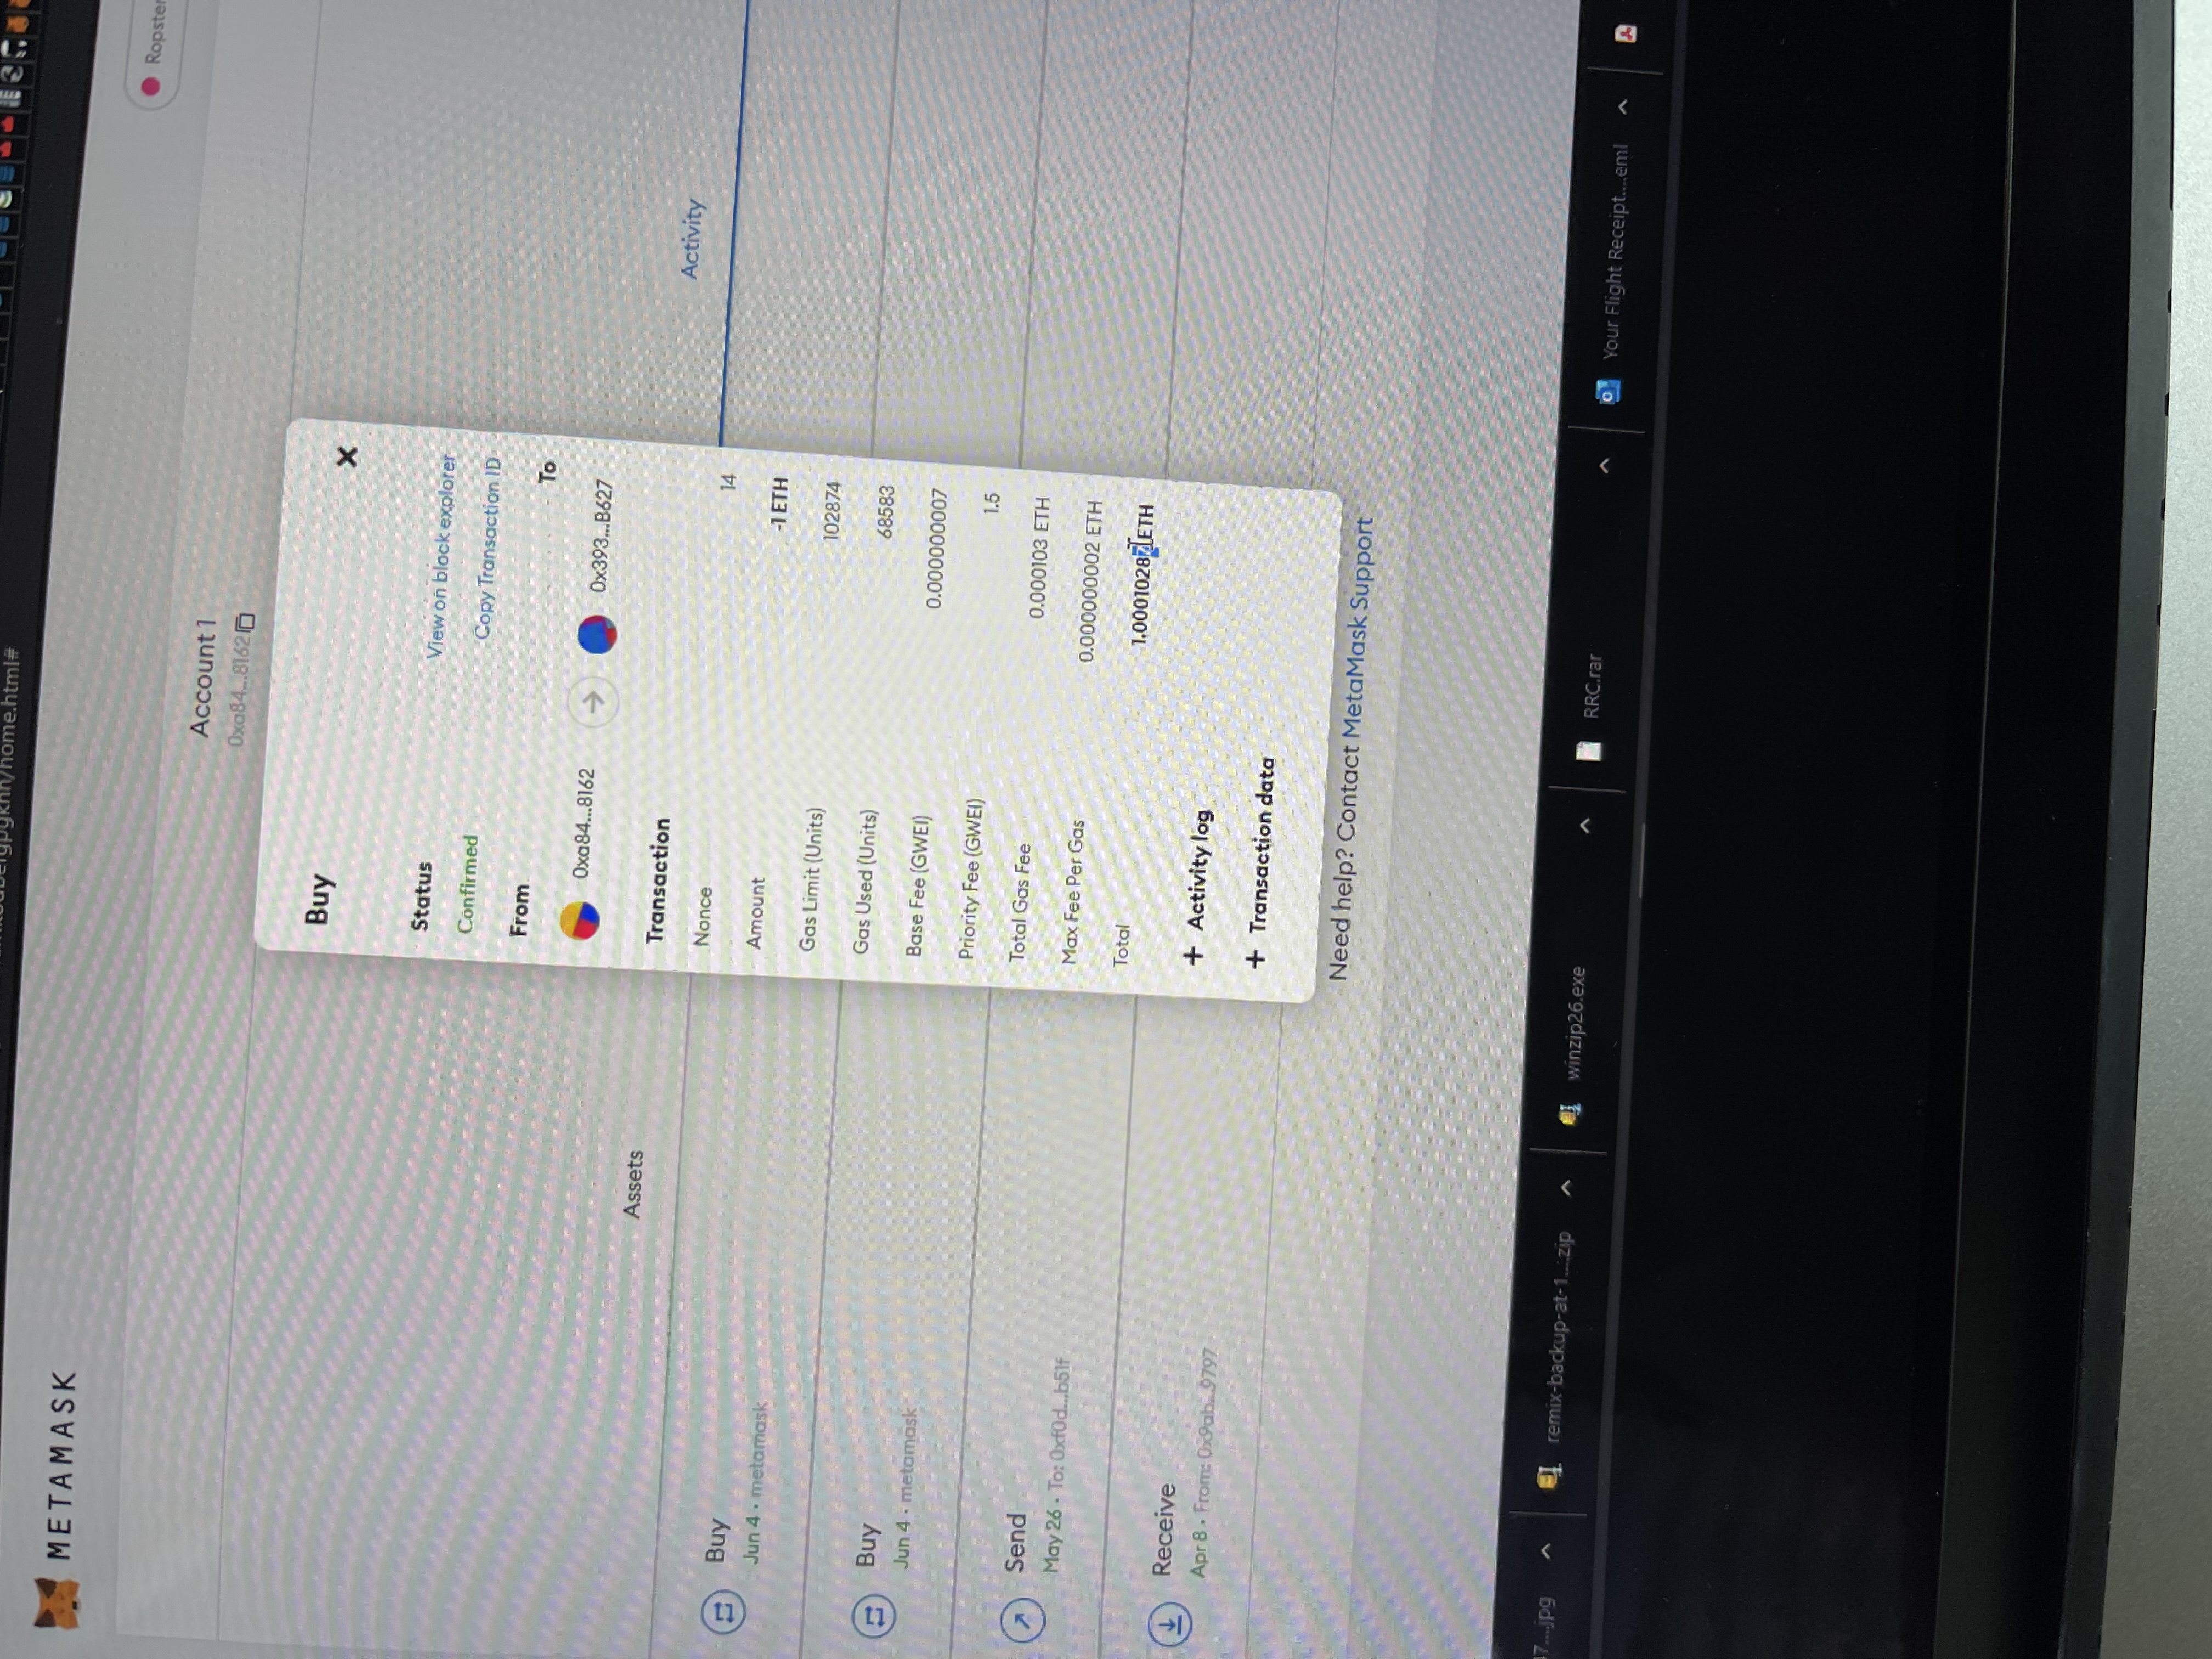 /home.html#
METAMASK
Account 1
0xa84...8162
Buy
Status
View on block explorer
Confirmed
Copy Transaction ID
From
To
0xa84...8162
0x393...B627
Assets
Activity
Transaction
Nonce
14
Amount
-1 ETH
Gas Limit (Units)
102874
Gas Used (Units)
68583
Base Fee (GWEI)
0.000000007
Priority Fee (GWEI)
1.5
Total Gas Fee
0.000103 ETH
Max Fee Per Gas
0.000000002 ETH
Total
1.00010287 ETH
+ Activity log
+ Transaction data
Buy
Jun 4 · metamask
Buy
Jun 4 · metamask
Send
May 26 · To: 0xf0d...b51f
Receive
Apr 8 · From: 0x9ab...9797
Need help? Contact MetaMask Support
7....jpg
remix-backup-at-1....zip
winzip26.exe
RRC.rar
Your Flight Receipt....eml